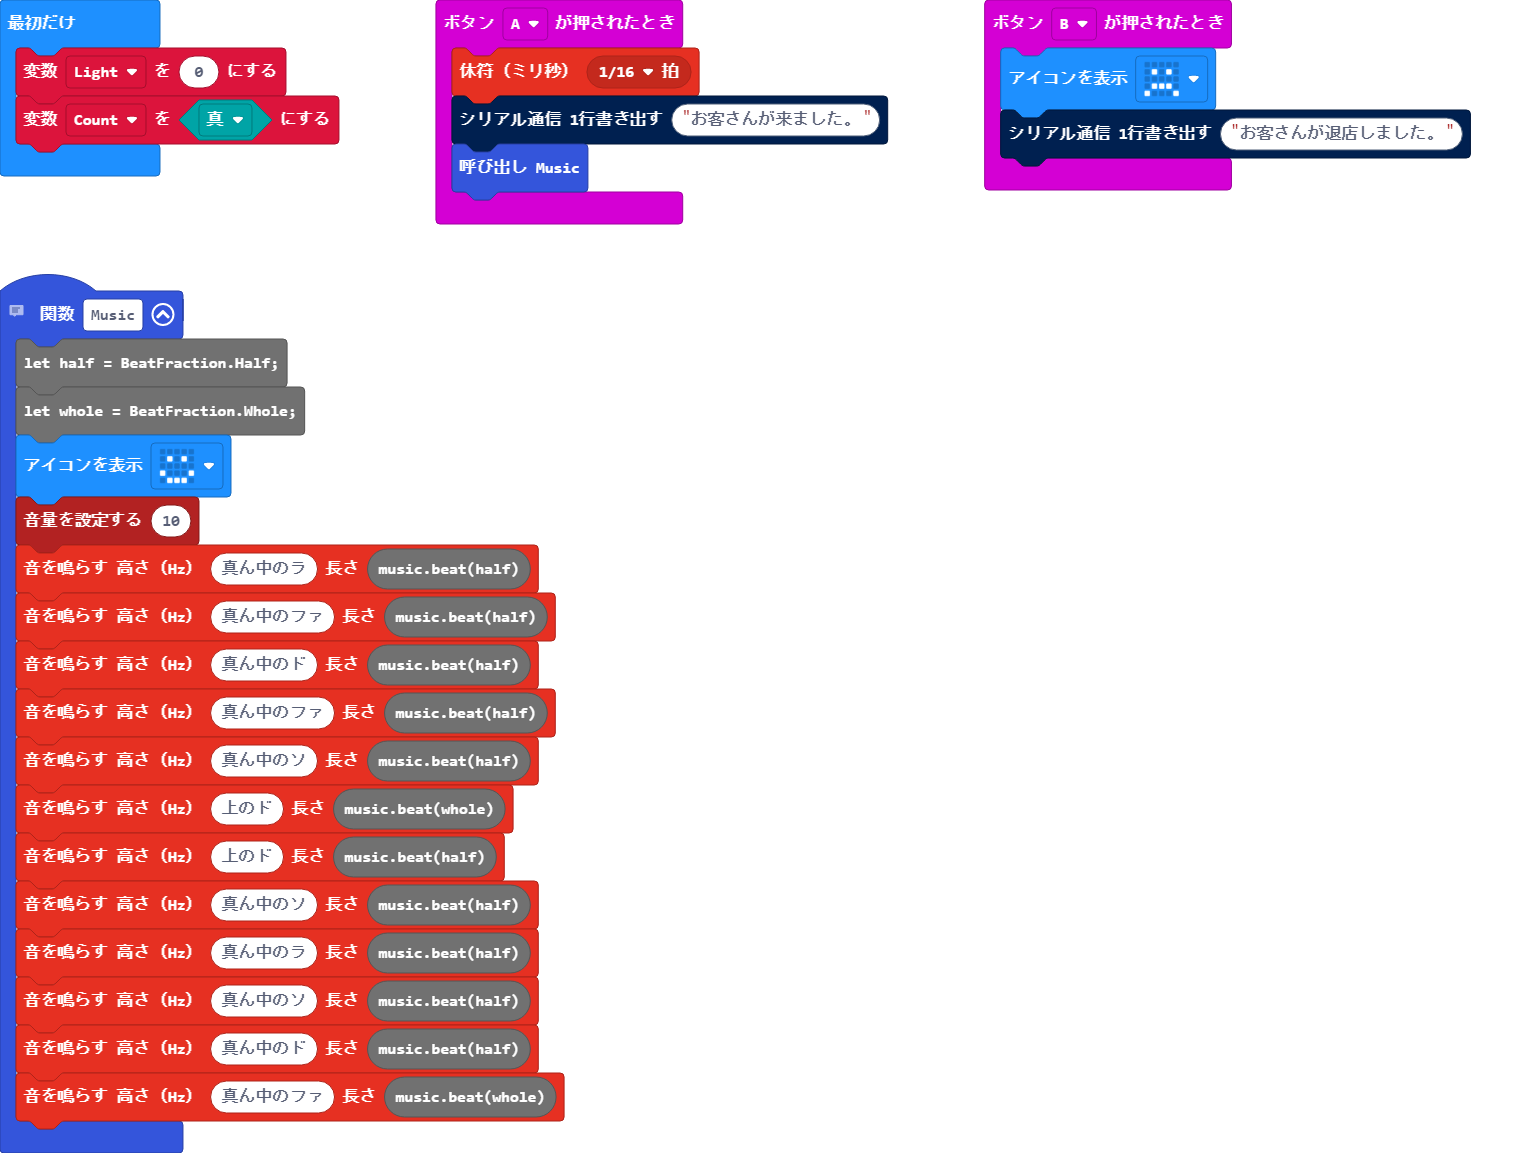 最初だけ
変数 Light を 0 にする
変数 Count を 真 にする
ボタン A が押されたとき
休符（ミリ秒） 1/16 拍
シリアル通信 1行書き出す "お客さんが来ました。"
呼び出し Music
ボタン B が押されたとき
アイコンを表示
シリアル通信 1行書き出す "お客さんが退店しました。"
関数 Music
let half = BeatFraction.Half;
let whole = BeatFraction.Whole;
アイコンを表示
音量を設定する 10
音を鳴らす 高さ（Hz） 真ん中のラ 長さ music.beat(half)
音を鳴らす 高さ（Hz） 真ん中のファ 長さ music.beat(half)
音を鳴らす 高さ（Hz） 真ん中のド 長さ music.beat(half)
音を鳴らす 高さ（Hz） 真ん中のファ 長さ music.beat(half)
音を鳴らす 高さ（Hz） 真ん中のソ 長さ music.beat(half)
音を鳴らす 高さ（Hz） 上のド 長さ music.beat(whole)
音を鳴らす 高さ（Hz） 上のド 長さ music.beat(half)
音を鳴らす 高さ（Hz） 真ん中のソ 長さ music.beat(half)
音を鳴らす 高さ（Hz） 真ん中のラ 長さ music.beat(half)
音を鳴らす 高さ（Hz） 真ん中のソ 長さ music.beat(half)
音を鳴らす 高さ（Hz） 真ん中のド 長さ music.beat(half)
音を鳴らす 高さ（Hz） 真ん中のファ 長さ music.beat(whole)